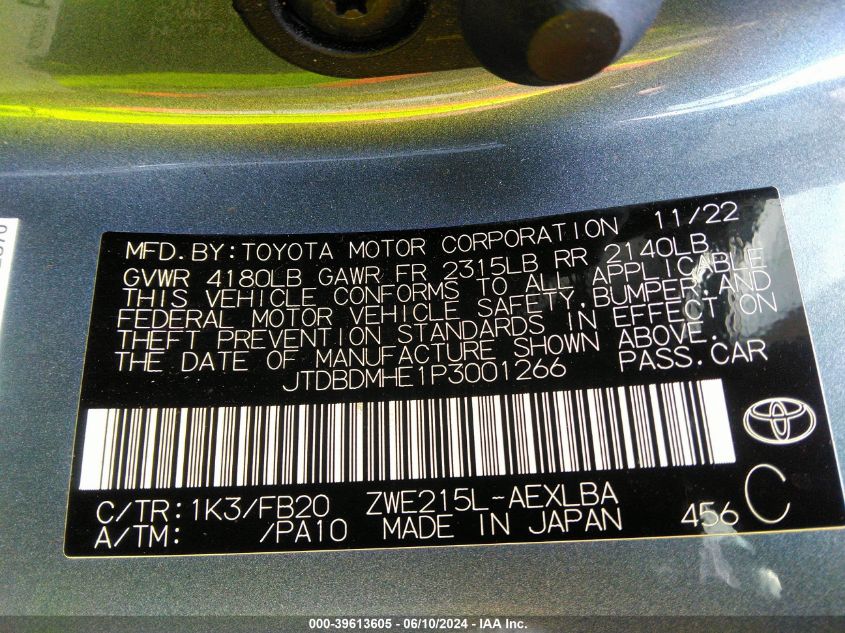 MFD. BY: TOYOTA MOTOR CORPORATION 11/22
GVWR 4180LB GAWR FR 2315LB RR 2140LB
THIS VEHICLE CONFORMS TO ALL APPLICABLE
FEDERAL MOTOR VEHICLE SAFETY, BUMPER AND
THEFT PREVENTION STANDARDS IN EFFECT ON
THE DATE OF MANUFACTURE SHOWN ABOVE.
JTDBDMHE1P3001266 PASS. CAR
C/TR: 1K3/FB20 ZWE215L-AEXLBA
A/TM: /PA10 MADE IN JAPAN 456 C
000-39613605 - 06/10/2024 - IAA Inc.